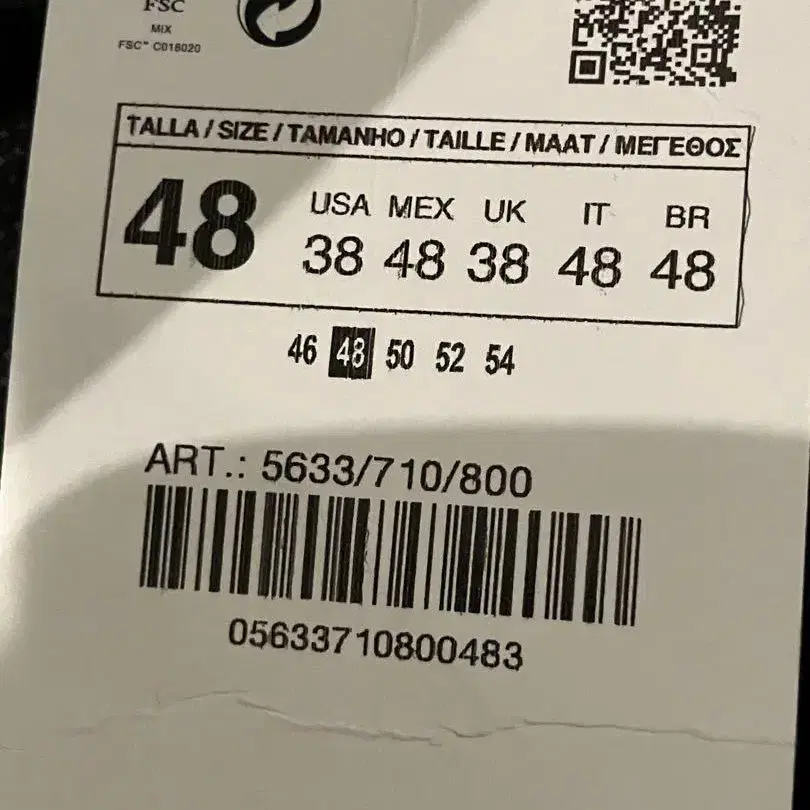 FSC
MIX
FSC™ C018020
TALLA / SIZE / TAMANHO / TAILLE / MAAT / ΜΕΓΕΘΟΣ
48
USA MEX UK IT BR
38 48 38 48 48
46 48 50 52 54
ART.: 5633/710/800
05633710800483